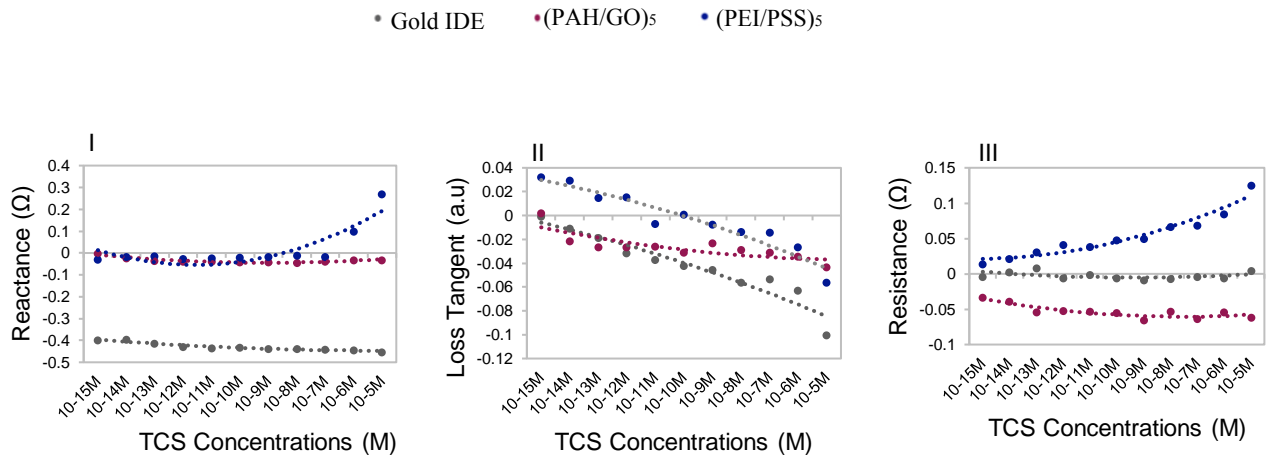 Gold IDE
(PAH/GO)₅
(PEI/PSS)₅
I
Reactance (Ω)
0.4
0.3
0.2
0.1
0
-0.1
-0.2
-0.3
-0.4
-0.5
10-15M
10-14M
10-13M
10-12M
10-11M
10-10M
10-9M
10-8M
10-7M
10-6M
10-5M
TCS Concentrations (M)
II
Loss Tangent (a.u)
0.04
0.02
0
-0.02
-0.04
-0.06
-0.08
-0.1
-0.12
10-15M
10-14M
10-13M
10-12M
10-11M
10-10M
10-9M
10-8M
10-7M
10-6M
10-5M
TCS Concentrations (M)
III
Resistance (Ω)
0.15
0.1
0.05
0
-0.05
-0.1
10-15M
10-14M
10-13M
10-12M
10-11M
10-10M
10-9M
10-8M
10-7M
10-6M
10-5M
TCS Concentrations (M)